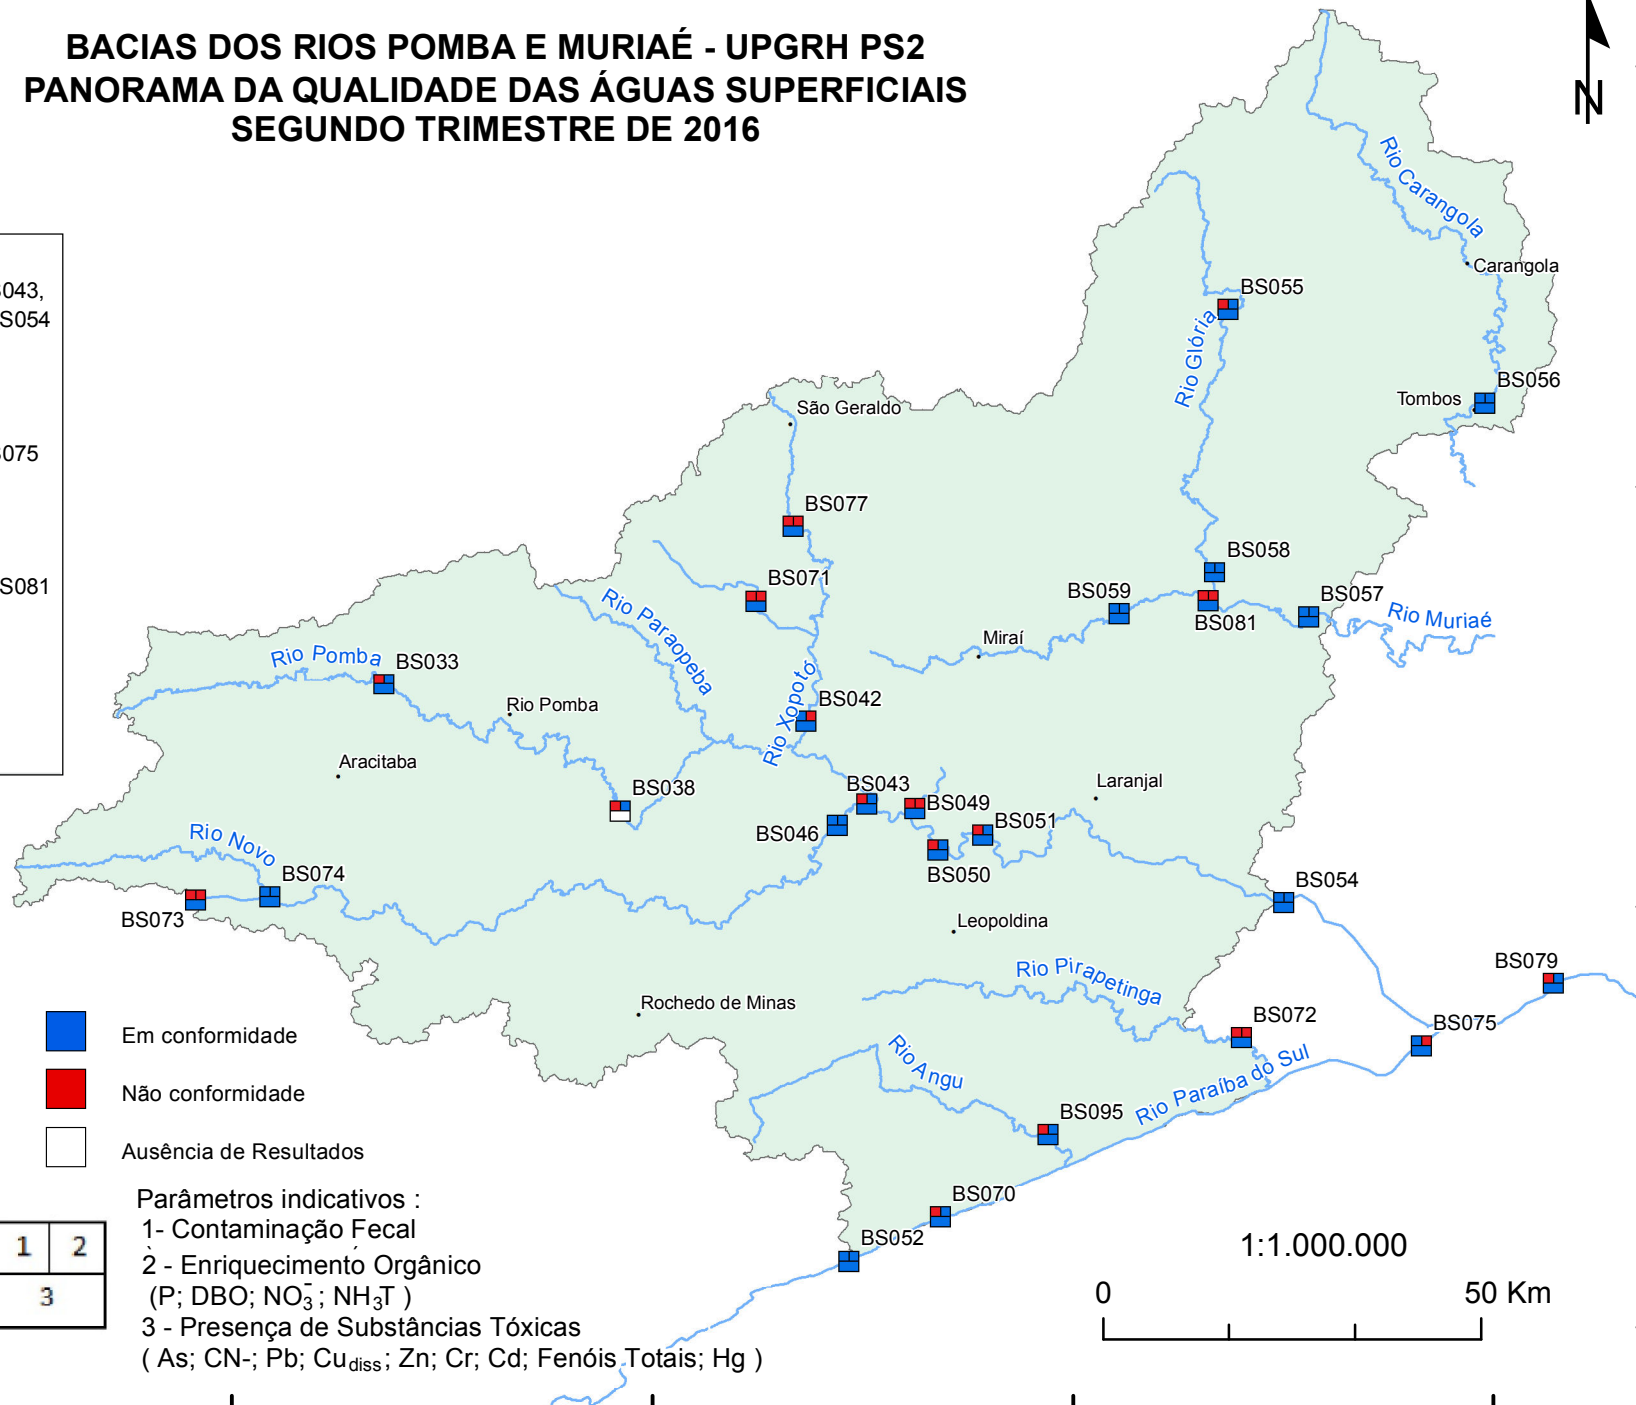 BACIAS DOS RIOS POMBA E MURIAÉ - UPGRH PS2
PANORAMA DA QUALIDADE DAS ÁGUAS SUPERFICIAIS
SEGUNDO TRIMESTRE DE 2016
N
043,
S054
075
S081
Rio Carangola
Carangola
BS055
Rio Glória
BS056
Tombos
São Geraldo
BS077
BS071
Rio Paraopeba
BS058
BS059
BS081
BS057
Rio Muriaé
Miraí
Rio Pomba
BS033
Rio Pomba
Rio Xopotó
BS042
Aracitaba
BS038
BS043
BS049
BS046
BS051
BS050
Laranjal
Rio Novo
BS074
BS073
BS054
Leopoldina
Rio Pirapetinga
BS079
Rochedo de Minas
BS072
BS075
Rio Angu
Rio Paraíba do Sul
BS095
BS070
BS052
Em conformidade
Não conformidade
Ausência de Resultados
Parâmetros indicativos :
1 2
3
1- Contaminação Fecal
2 - Enriquecimento Orgânico
(P; DBO; NO₃⁻; NH₃T )
3 - Presença de Substâncias Tóxicas
( As; CN-; Pb; Cudiss; Zn; Cr; Cd; Fenóis Totais; Hg )
1:1.000.000
0 50 Km